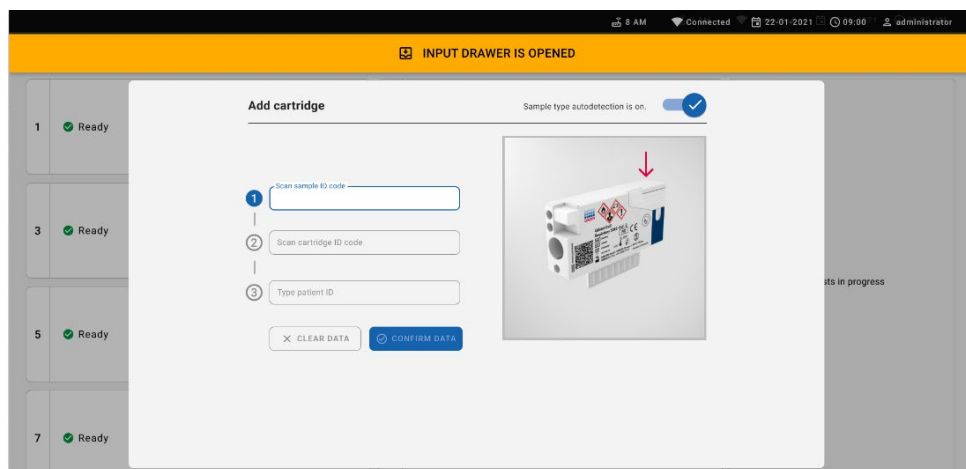 8 AM Connected 22-01-2021 09:00 administrator
INPUT DRAWER IS OPENED
Add cartridge
Sample type autodetection is on.
1 Ready
3 Ready
5 Ready
7 Ready
1 Scan sample ID code
2 Scan cartridge ID code
3 Type patient ID
CLEAR DATA
CONFIRM DATA
sts in progress